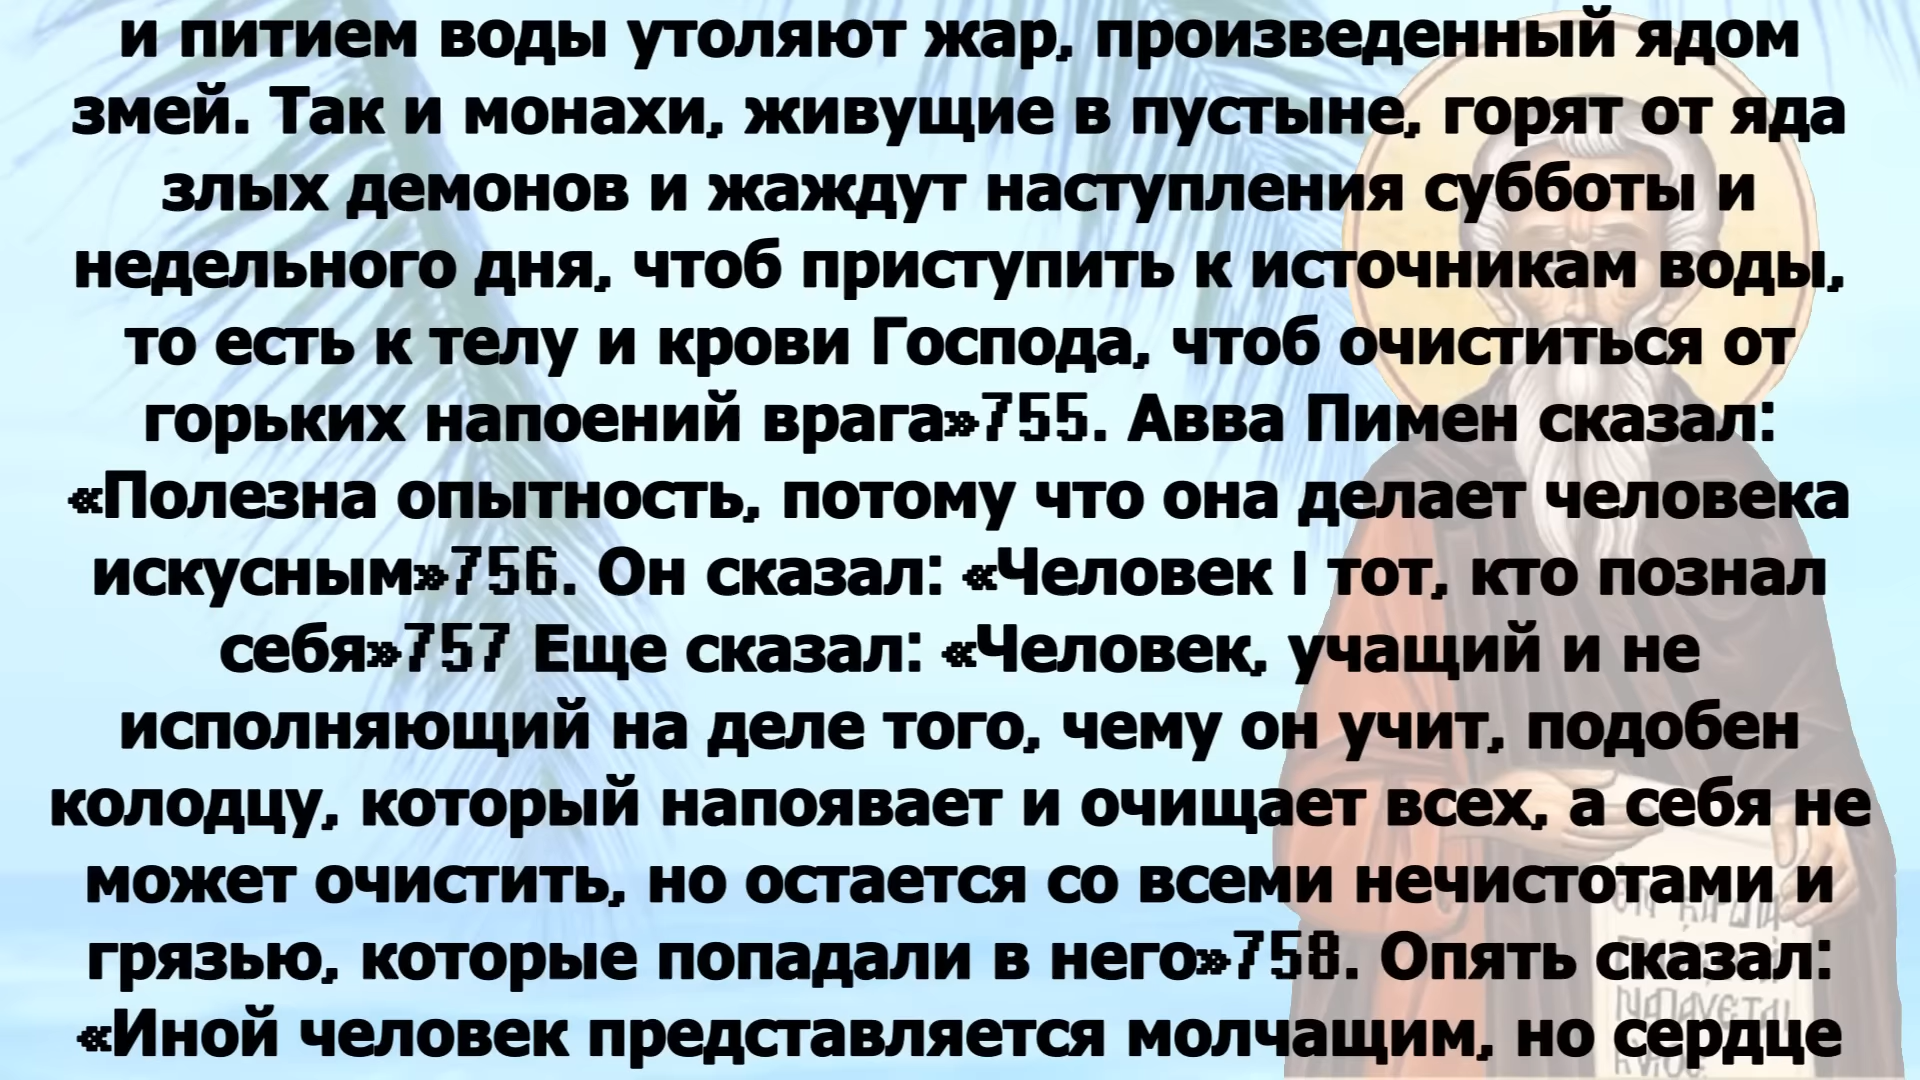 и питием воды утоляют жар, произведенный ядом
змей. Так и монахи, живущие в пустыне, горят от яда
злых демонов и жаждут наступления субботы и
недельного дня, чтоб приступить к источникам воды,
то есть к телу и крови Господа, чтоб очиститься от
горьких напоений врага»755. Авва Пимен сказал:
«Полезна опытность, потому что она делает человека
искусным»756. Он сказал: «Человек | тот, кто познал
себя»757 Еще сказал: «Человек, учащий и не
исполняющий на деле того, чему он учит, подобен
колодцу, который напоявает и очищает всех, а себя не
может очистить, но остается со всеми нечистотами и
грязью, которые попадали в него»758. Опять сказал:
«Иной человек представляется молчащим, но сердце